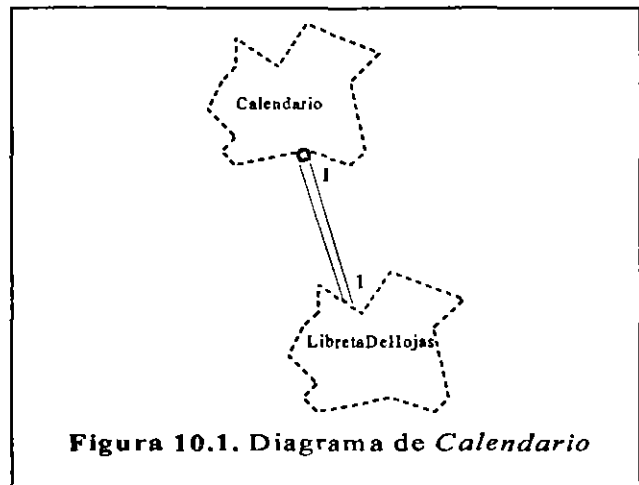 Calendario
1
1
LibretaDeHojas
Figura 10.1. Diagrama de Calendario